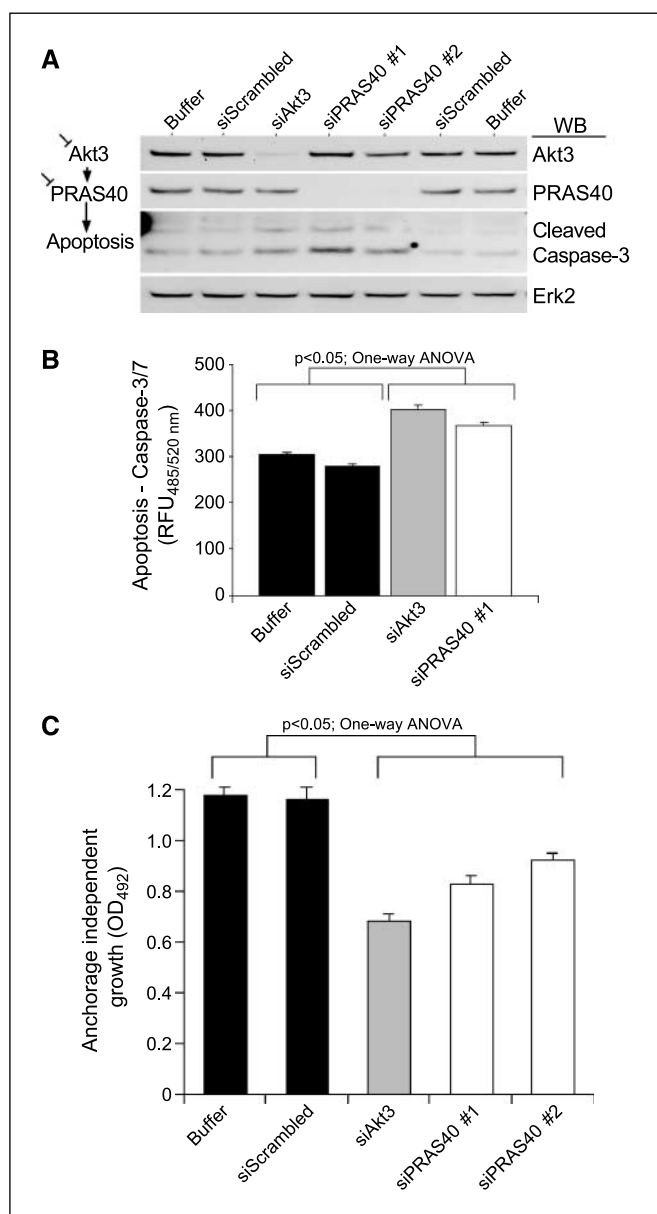 A
Buffer
siScrambled
siAkt3
siPRAS40 #1
siPRAS40 #2
siScrambled
Buffer
WB
Akt3
PRAS40
Apoptosis
Akt3
PRAS40
Cleaved
Caspase-3
Erk2
B
p<0.05; One-way ANOVA
Apoptosis - Caspase-3/7
(RFU485/520 nm)
500
400
300
200
100
0
Buffer
siScrambled
siAkt3
siPRAS40 #1
C
p<0.05; One-way ANOVA
Anchorage independent
growth (OD492)
1.2
1.0
0.8
0.6
0.4
0.2
0
Buffer
siScrambled
siAkt3
siPRAS40 #1
siPRAS40 #2